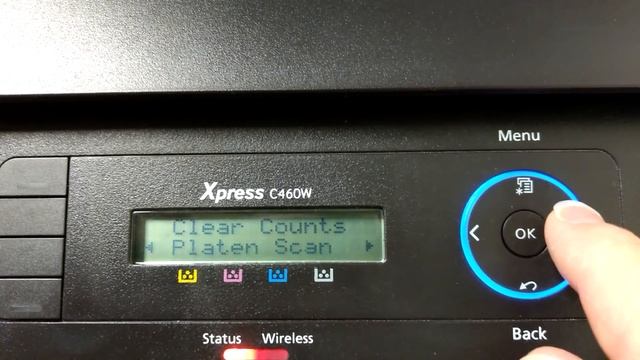 Menu
Xpress C460W
Clear Counts
Platen Scan
OK
Status Wireless
Back